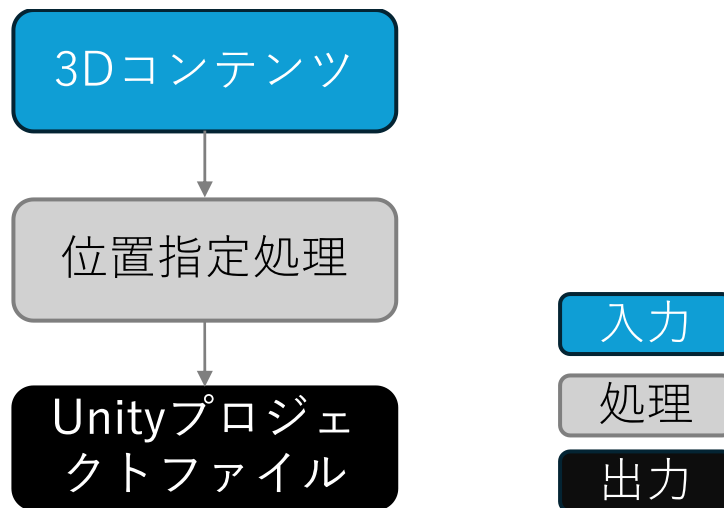 3Dコンテンツ
位置指定処理
Unityプロジェ
クトファイル
入力
処理
出力